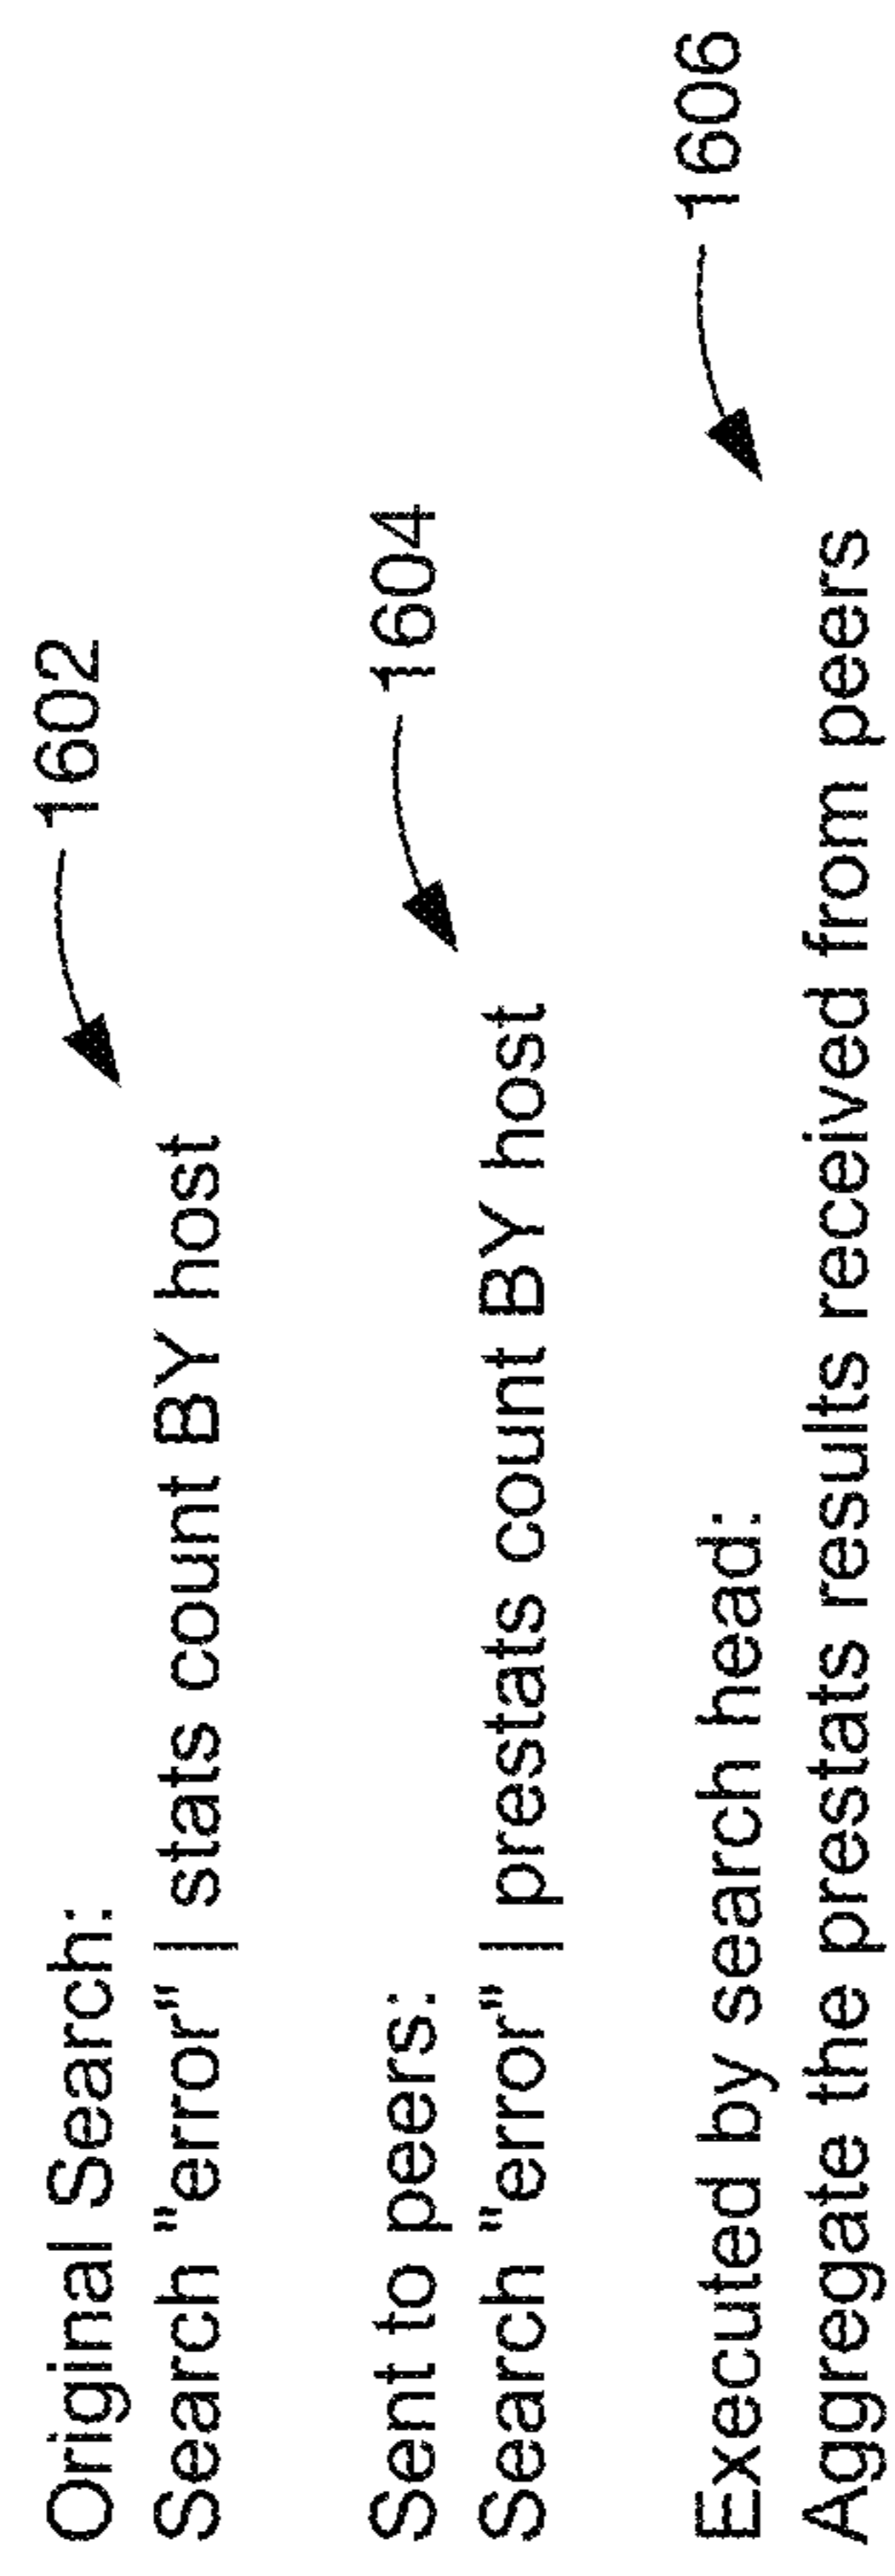 Original Search:
1602
Search "error" | stats count BY host
Sent to peers:
1604
Search "error" | prestats count BY host
Executed by search head:
1606
Aggregate the prestats results received from peers